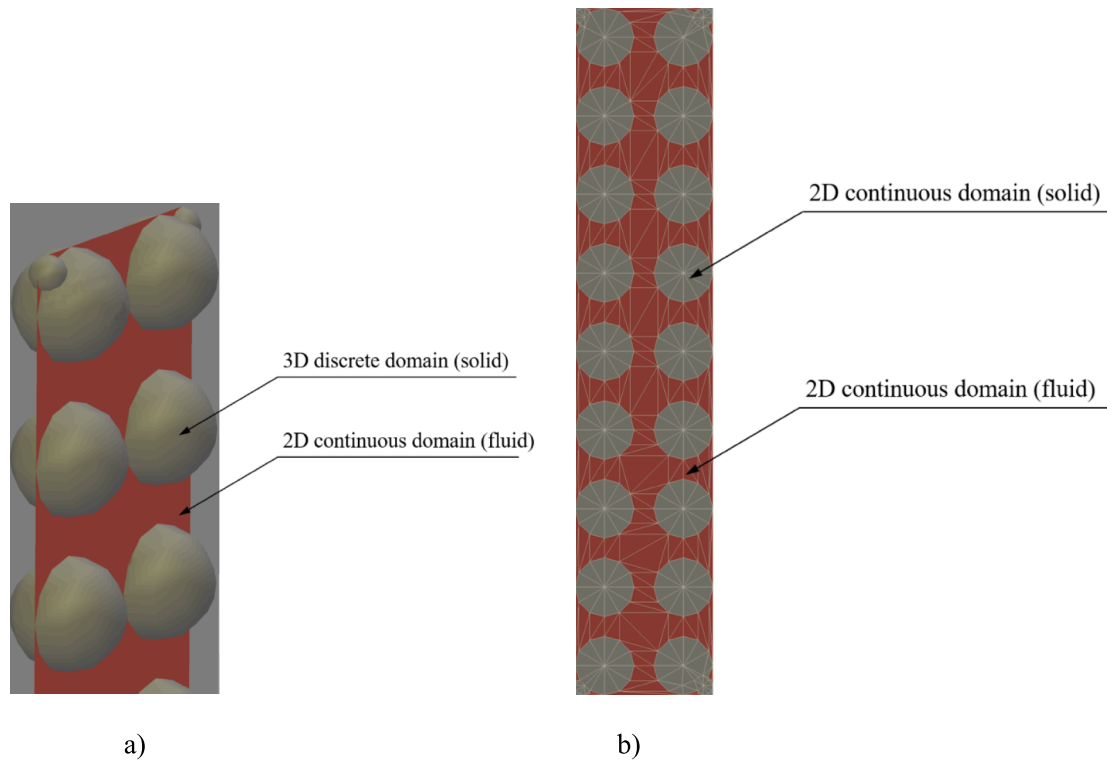 3D discrete domain (solid)
2D continuous domain (fluid)
a)
2D continuous domain (solid)
2D continuous domain (fluid)
b)